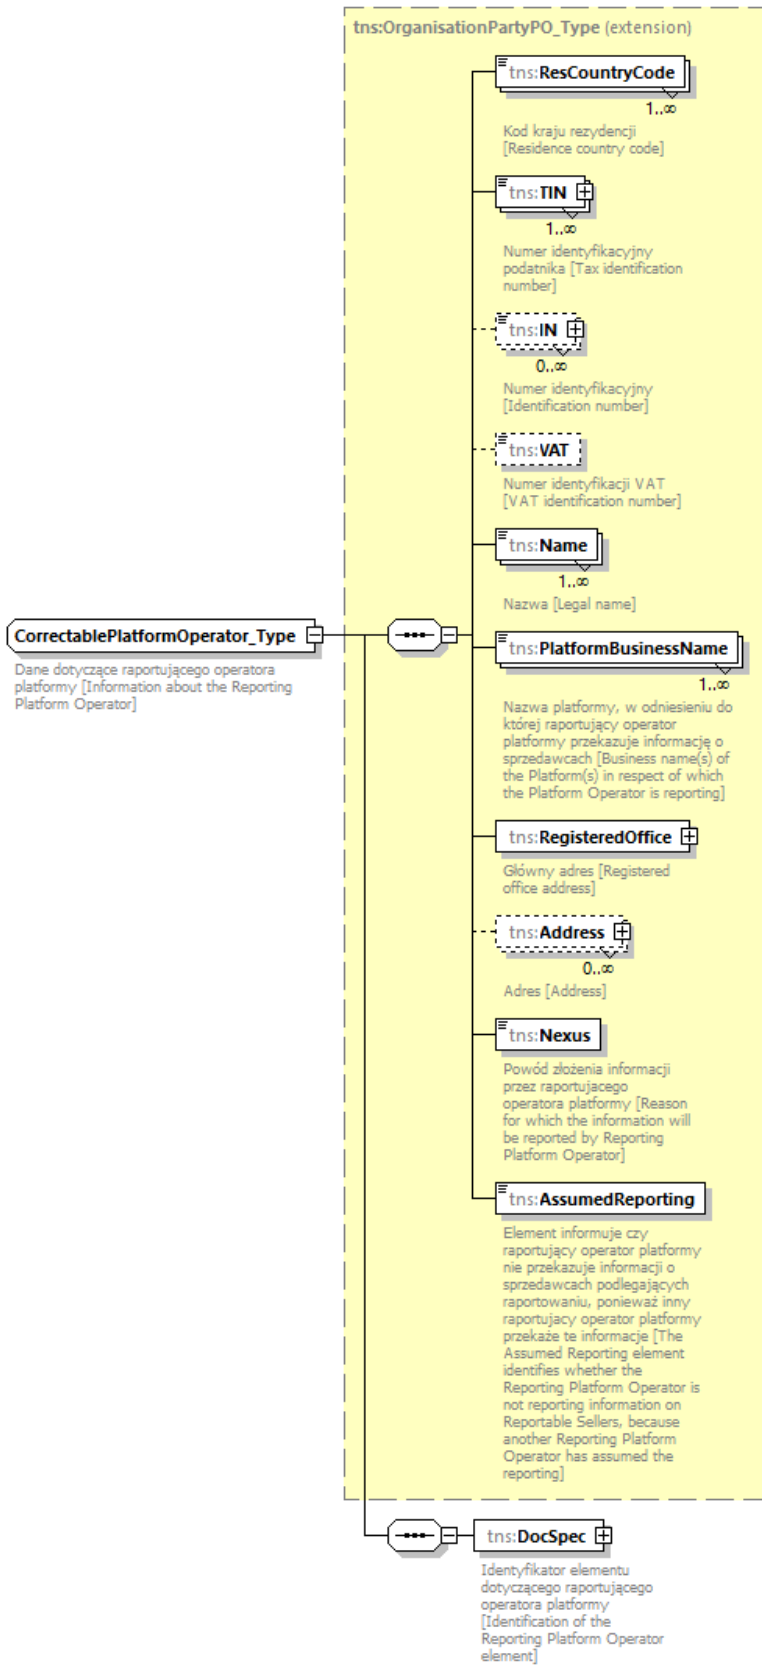 tns:OrganisationPartyPO_Type (extension)
tns:ResCountryCode
1..∞
Kod kraju rezydencji
[Residence country code]
tns:TIN
1..∞
Numer identyfikacyjny
podatnika [Tax identification
number]
tns:IN
0..∞
Numer identyfikacyjny
[Identification number]
tns:VAT
Numer identyfikacji VAT
[VAT identification number]
tns:Name
1..∞
Nazwa [Legal name]
CorrectablePlatformOperator_Type
Dane dotyczące raportującego operatora
platformy [Information about the Reporting
Platform Operator]
tns:PlatformBusinessName
1..∞
Nazwa platformy, w odniesieniu do
której raportujący operator
platformy przekazuje informację o
sprzedawcach [Business name(s) of
the Platform(s) in respect of which
the Platform Operator is reporting]
tns:RegisteredOffice
Główny adres [Registered
office address]
tns:Address
0..∞
Adres [Address]
tns:Nexus
Powód złożenia informacji
przez raportujacego
operatora platformy [Reason
for which the information will
be reported by Reporting
Platform Operator]
tns:AssumedReporting
Element informuje czy
raportujący operator platformy
nie przekazuje informacji o
sprzedawcach podlegających
raportowaniu, ponieważ inny
raportujacy operator platformy
przekaże te informacje [The
Assumed Reporting element
identifies whether the
Reporting Platform Operator is
not reporting information on
Reportable Sellers, because
another Reporting Platform
Operator has assumed the
reporting]
tns:DocSpec
Identyfikator elementu
dotyczącego raportującego
operatora platformy
[Identification of the
Reporting Platform Operator
element]